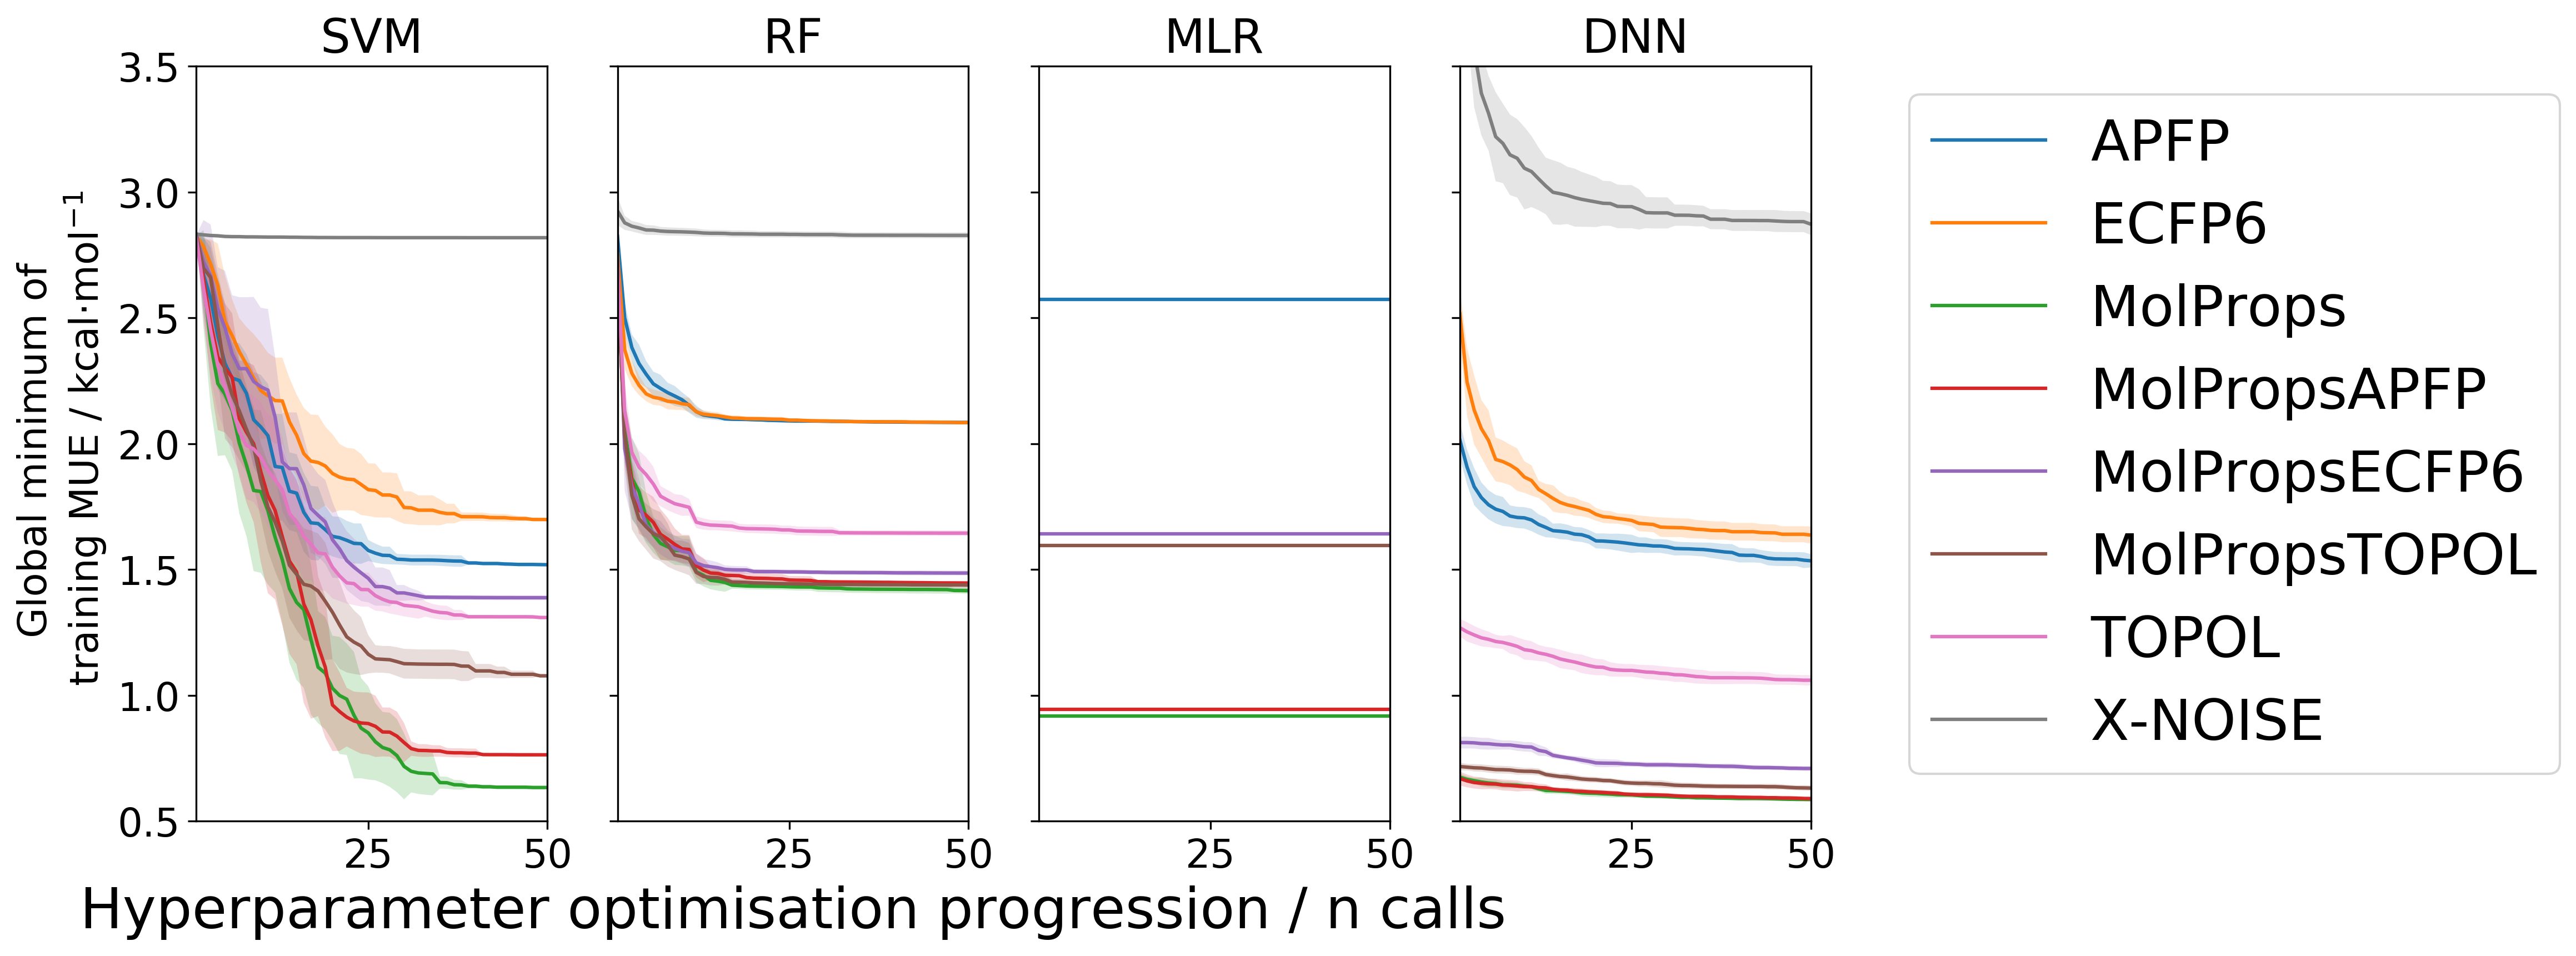 SVM
RF
MLR
DNN
Global minimum of
training MUE / kcal·mol⁻¹
3.5
3.0
2.5
2.0
1.5
1.0
0.5
25
50
25
50
25
50
25
50
Hyperparameter optimisation progression / n calls
APFP
ECFP6
MolProps
MolPropsAPFP
MolPropsECFP6
MolPropsTOPOL
TOPOL
X-NOISE